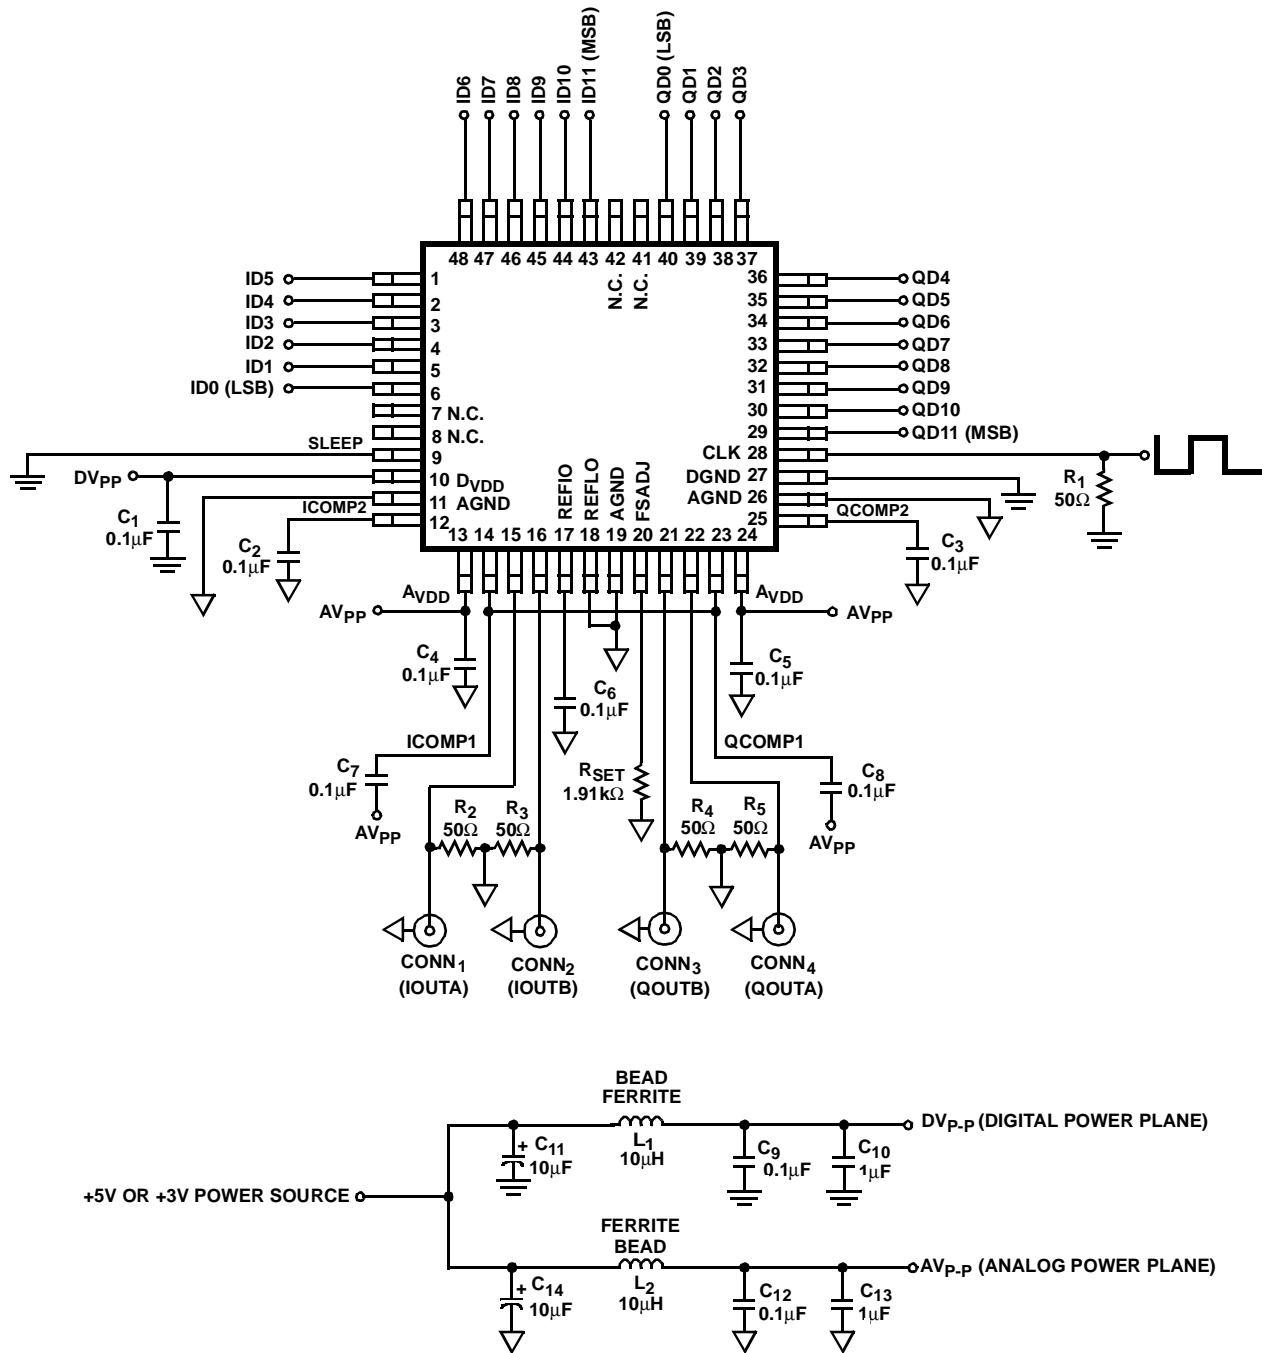 ID6
ID7
ID8
ID9
ID10
ID11 (MSB)
QD0 (LSB)
QD1
QD2
QD3
48 47 46 45 44 43 42 41 40 39 38 37
N.C.
N.C.
ID5
ID4
ID3
ID2
ID1
ID0 (LSB)
1
2
3
4
5
6
7 N.C.
8 N.C.
SLEEP
9
DVPP
10 DVDD
11 AGND
ICOMP2
12
36
35
34
33
32
31
30
29
CLK 28
DGND 27
AGND 26
25
QD4
QD5
QD6
QD7
QD8
QD9
QD10
QD11 (MSB)
R1
50Ω
QCOMP2
REFIO
REFLO
AGND
FSADJ
13 14 15 16 17 18 19 20 21 22 23 24
C1
0.1µF
C2
0.1µF
C3
0.1µF
AVDD
AVPP
AVDD
AVPP
C4
0.1µF
C5
0.1µF
C6
0.1µF
ICOMP1
QCOMP1
C7
0.1µF
AVPP
RSET
1.91kΩ
C8
0.1µF
AVPP
R2
50Ω
R3
50Ω
R4
50Ω
R5
50Ω
CONN1
(IOUTA)
CONN2
(IOUTB)
CONN3
(QOUTB)
CONN4
(QOUTA)
BEAD
FERRITE
+ C11
10µF
L1
10µH
C9
0.1µF
C10
1µF
DVP-P (DIGITAL POWER PLANE)
+5V OR +3V POWER SOURCE
FERRITE
BEAD
+ C14
10µF
L2
10µH
C12
0.1µF
C13
1µF
AVP-P (ANALOG POWER PLANE)